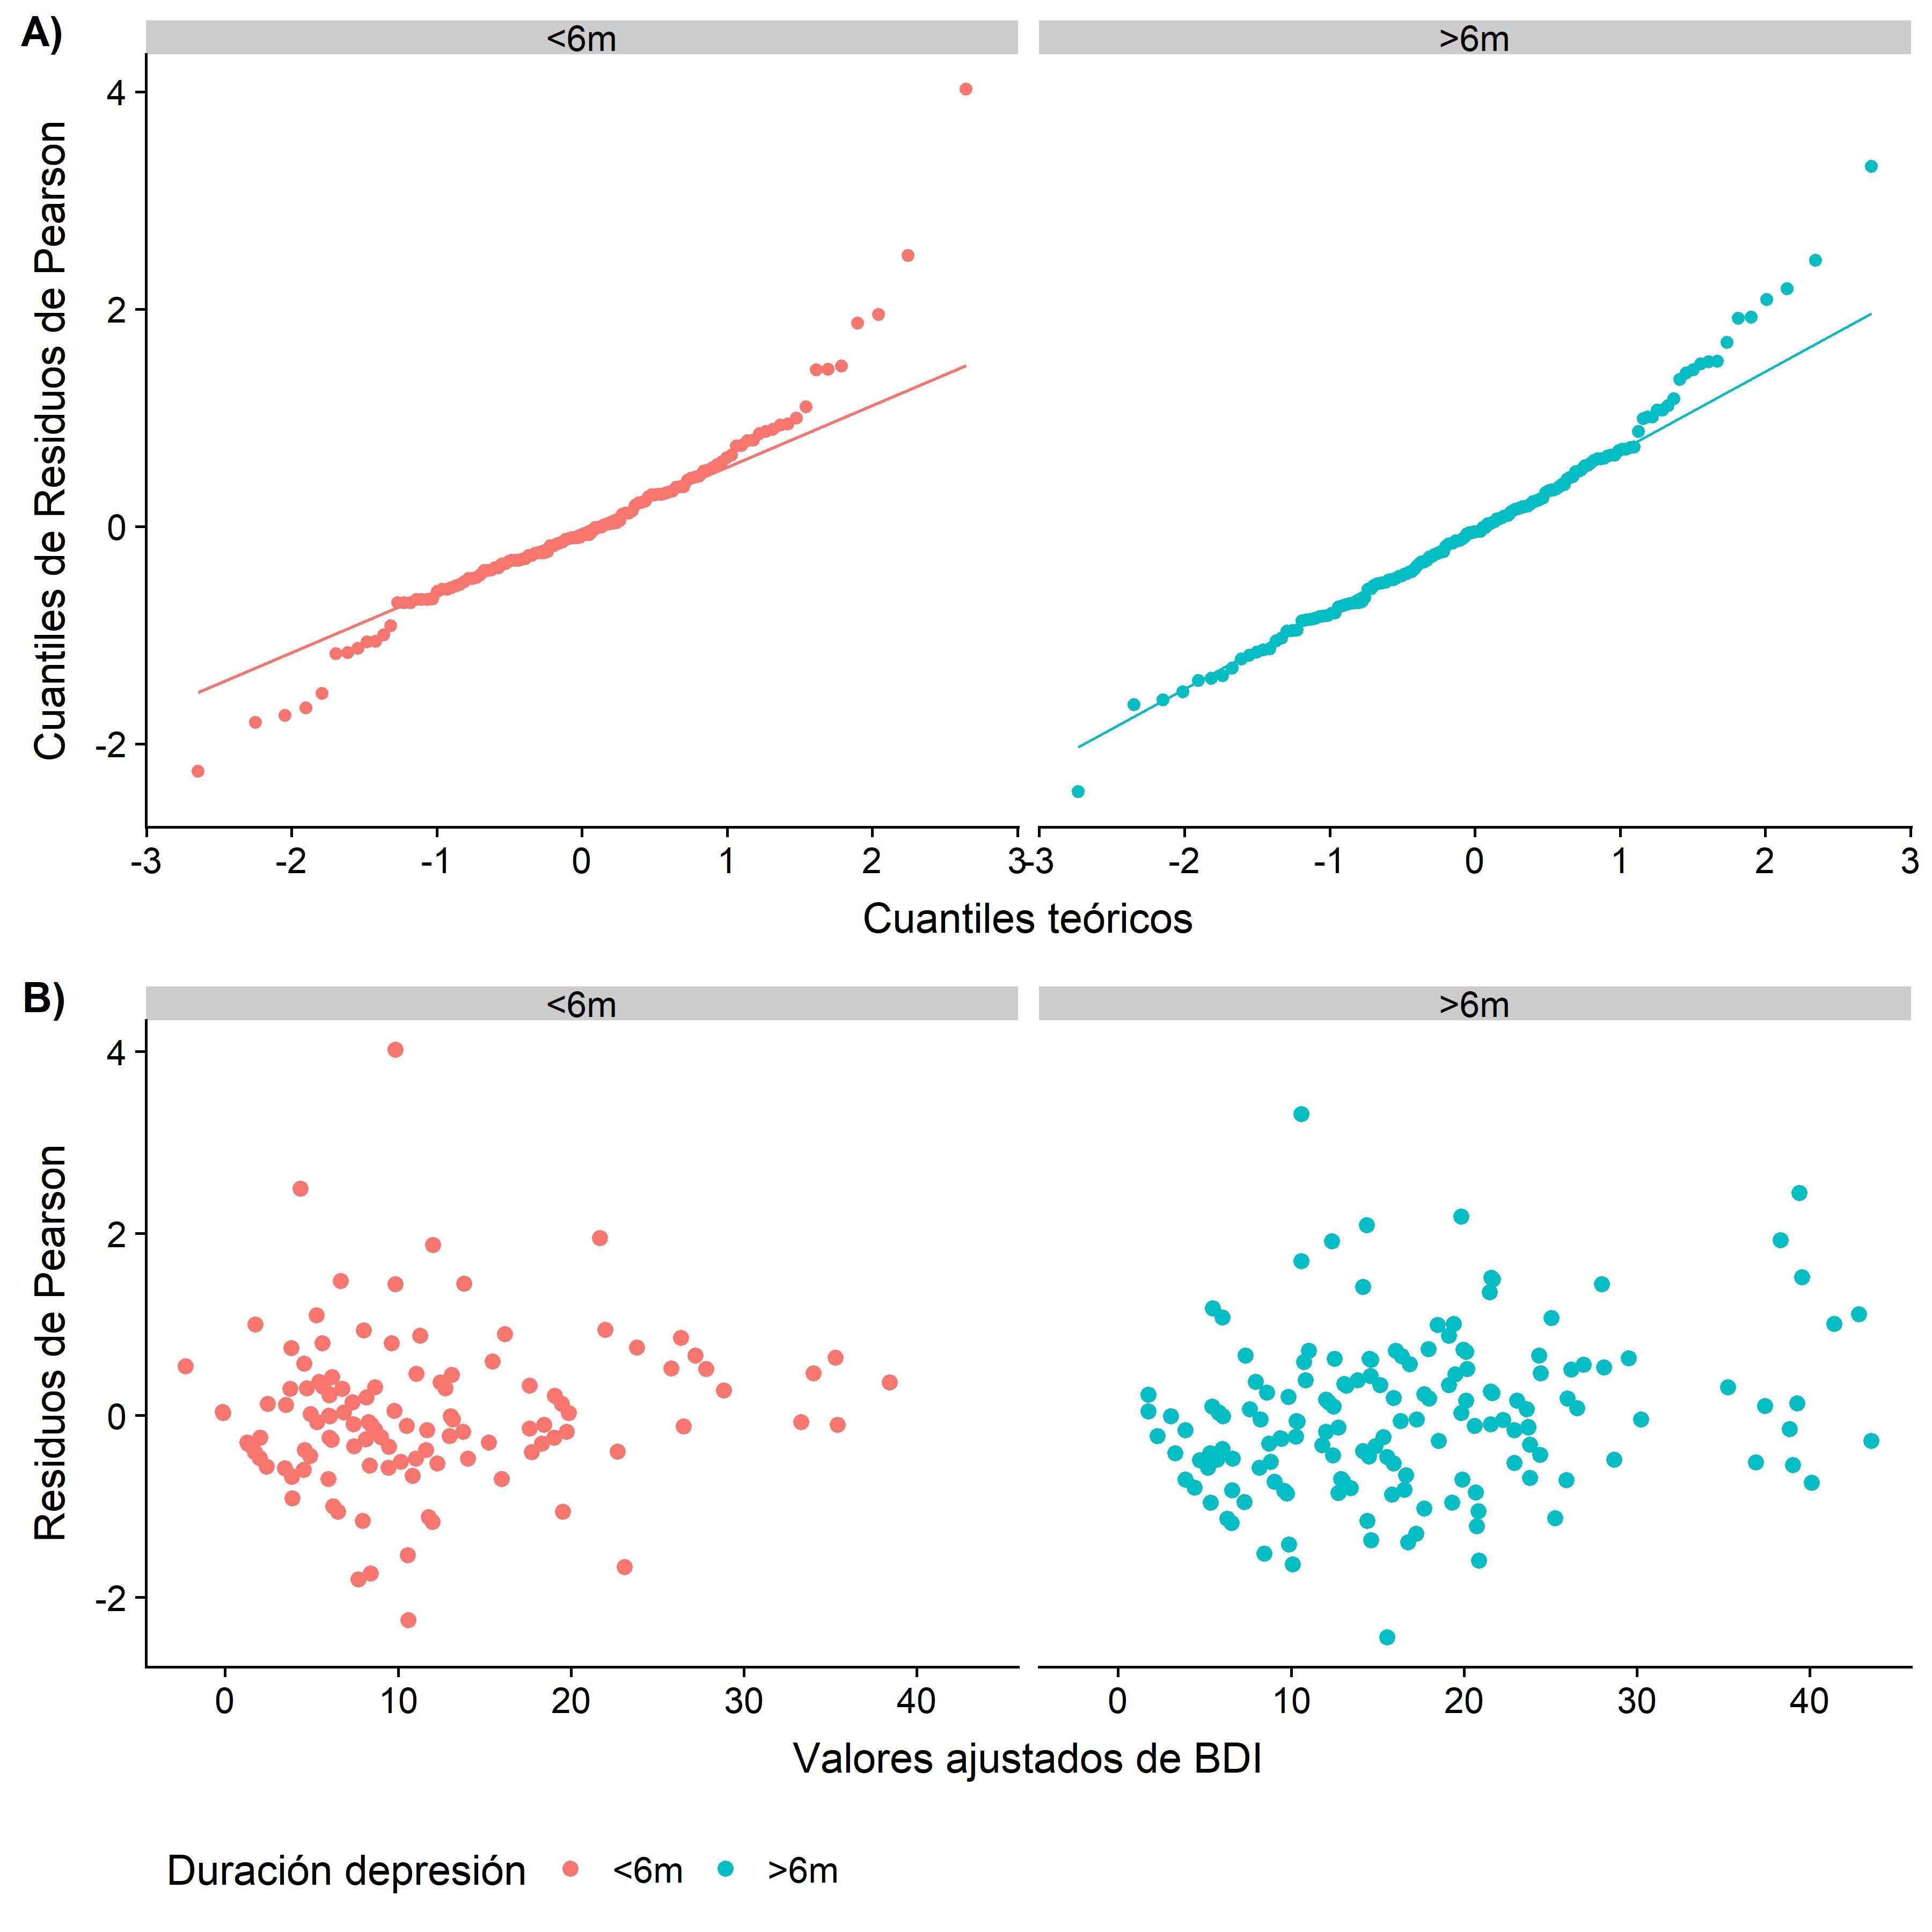 A)
<6m
>6m
Cuantiles de Residuos de Pearson
4
2
0
-2
-3 -2 -1 0 1 2 3
-3 -2 -1 0 1 2 3
Cuantiles teóricos
B)
<6m
>6m
Residuos de Pearson
4
2
0
-2
0 10 20 30 40
0 10 20 30 40
Valores ajustados de BDI
Duración depresión <6m >6m